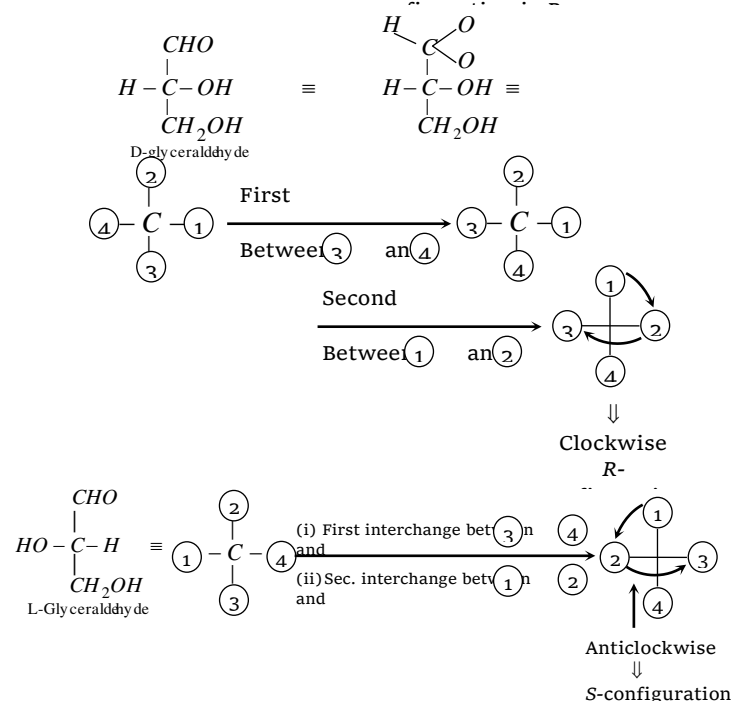 CHO
H – C – OH
CH2OH
D-glyceraldehyde
≡
H O
C
O
H – C – OH ≡
CH2OH
2
4 – C – 1
3
First
Between 3 an 4
2
3 – C – 1
4
Second
Between 1 an 2
1
3 2
4
⇓
Clockwise
R-
CHO
HO – C – H ≡
CH2OH
L-Glyceraldehyde
2
1 – C – 4
3
(i) First interchange between 3 4
and
(ii) Sec. interchange between 1 2
and
1
2 3
4
Anticlockwise
⇓
S-configuration